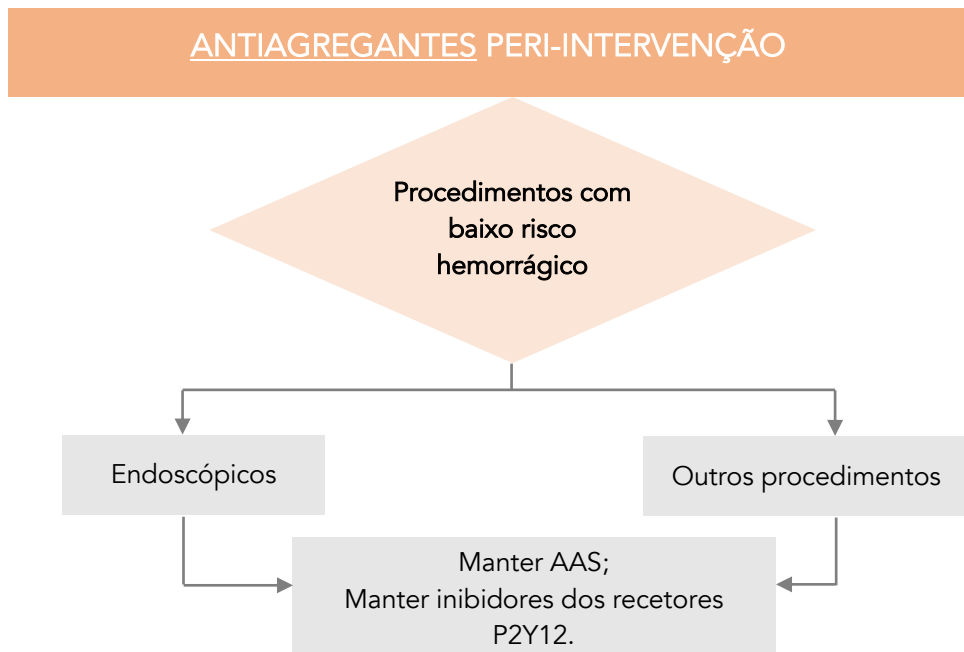 ANTIAGREGANTES PERI-INTERVENÇÃO
Procedimentos com
baixo risco
hemorrágico
Endoscópicos
Outros procedimentos
Manter AAS;
Manter inibidores dos recetores
P2Y12.